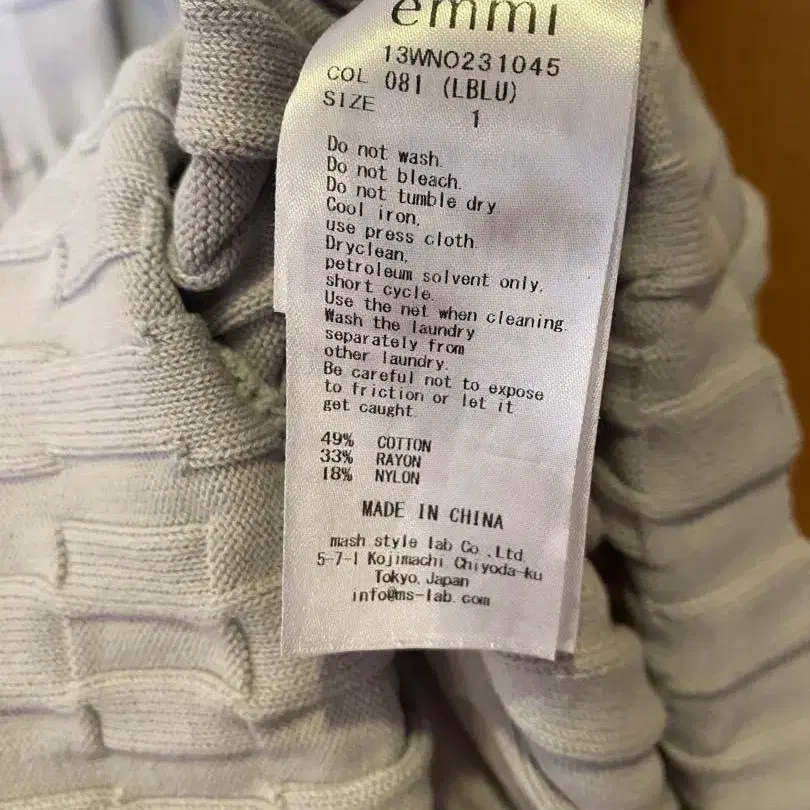 emmi
13WNO231045
COL 081 (LBLU)
SIZE 1
Do not wash.
Do not bleach.
Do not tumble dry.
Cool iron,
use press cloth.
Dryclean,
petroleum solvent only,
short cycle.
Use the net when cleaning.
Wash the laundry
separately from
other laundry.
Be careful not to expose
to friction or let it
get caught.
49% COTTON
33% RAYON
18% NYLON
MADE IN CHINA
mash style lab Co.,Ltd.
5-7-1 Kojimachi Chiyoda-ku
Tokyo, Japan
info@ms-lab.com